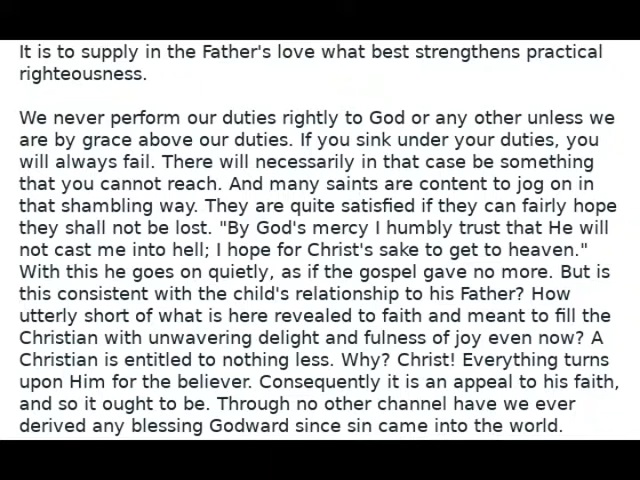 It is to supply in the Father's love what best strengthens practical
righteousness.
We never perform our duties rightly to God or any other unless we
are by grace above our duties. If you sink under your duties, you
will always fail. There will necessarily in that case be something
that you cannot reach. And many saints are content to jog on in
that shambling way. They are quite satisfied if they can fairly hope
they shall not be lost. "By God's mercy I humbly trust that He will
not cast me into hell; I hope for Christ's sake to get to heaven."
With this he goes on quietly, as if the gospel gave no more. But is
this consistent with the child's relationship to his Father? How
utterly short of what is here revealed to faith and meant to fill the
Christian with unwavering delight and fulness of joy even now? A
Christian is entitled to nothing less. Why? Christ! Everything turns
upon Him for the believer. Consequently it is an appeal to his faith,
and so it ought to be. Through no other channel have we ever
derived any blessing Godward since sin came into the world.